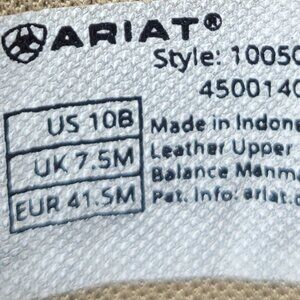 ARIAT®
Style: 10050
4500140
US 10B
UK 7.5M
EUR 41.5M
Made in Indone
Leather Upper
Balance Manma
Pat. Info: ariat.c